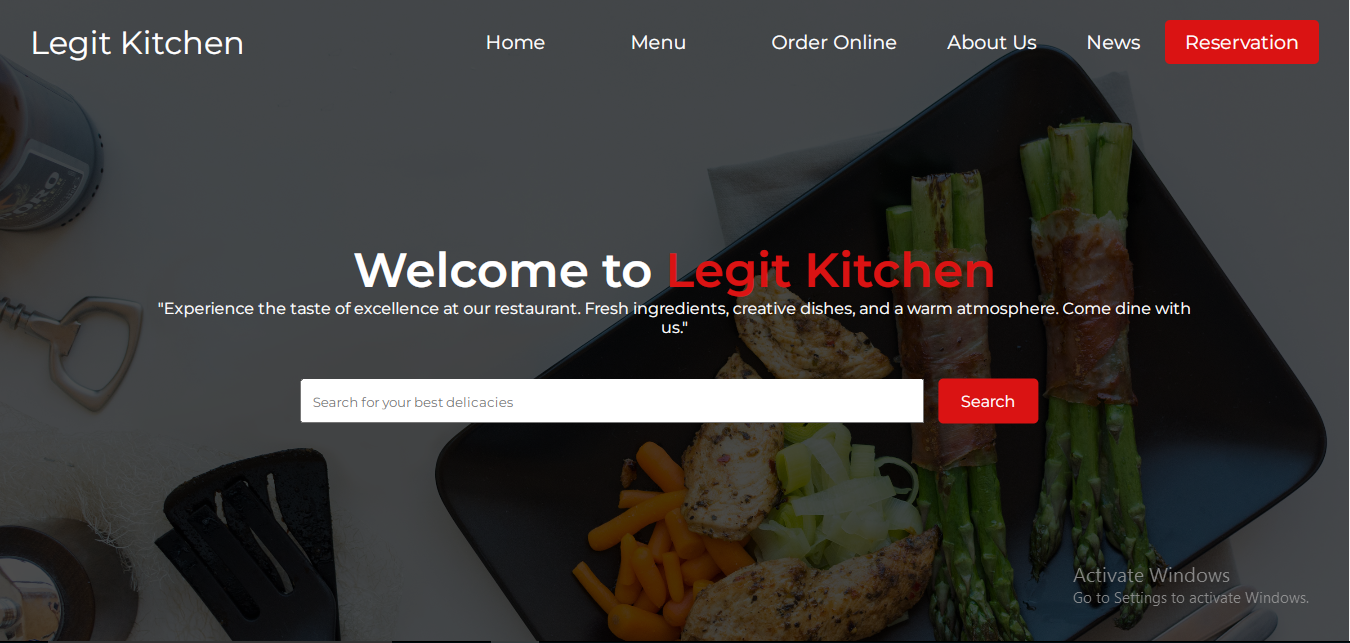 Legit Kitchen
Home
Menu
Order Online
About Us
News
Reservation
Welcome to Legit Kitchen
"Experience the taste of excellence at our restaurant. Fresh ingredients, creative dishes, and a warm atmosphere. Come dine with
us."
Search for your best delicacies
Search
Activate Windows
Go to Settings to activate Windows.